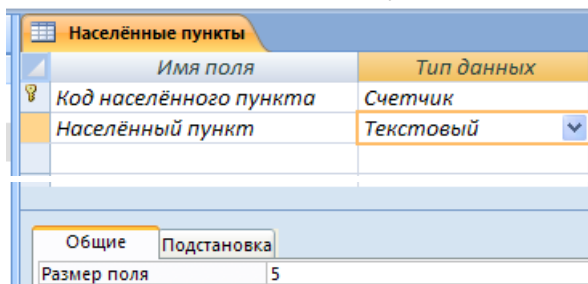 Населённые пункты
Имя поля Тип данных
Код населённого пункта Счетчик
Населённый пункт Текстовый
Общие Подстановка
Размер поля 5